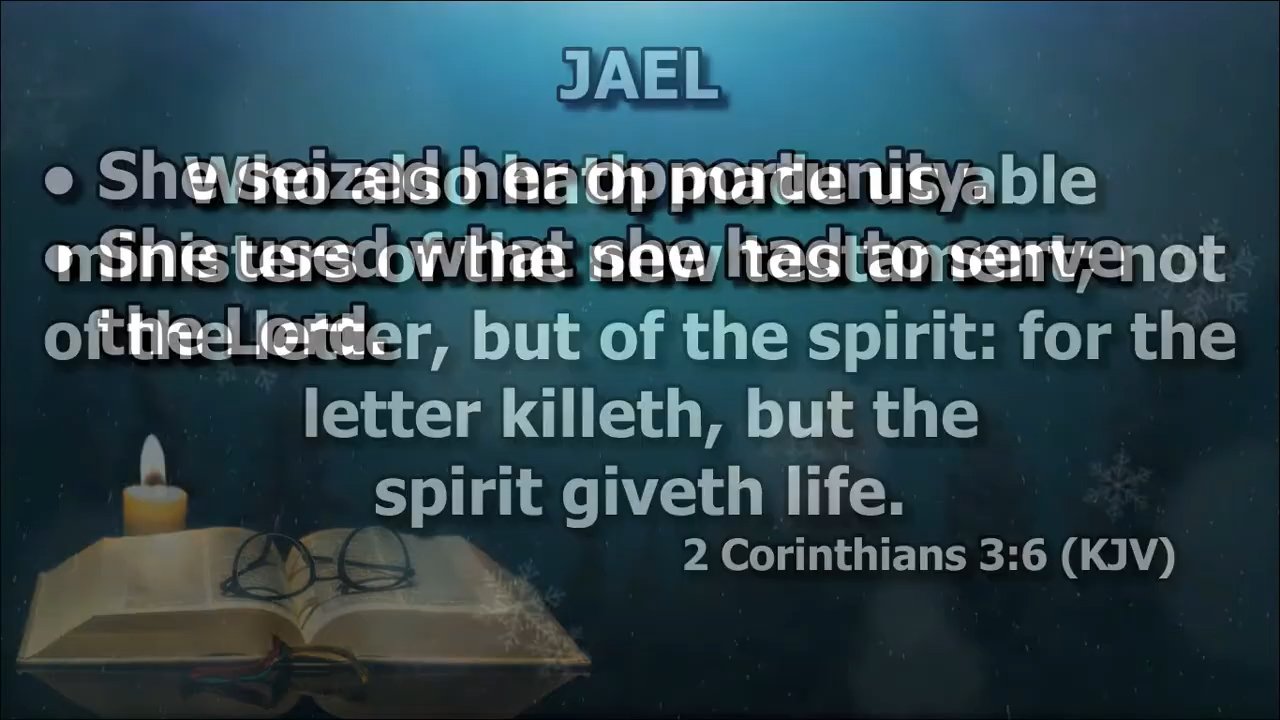 JAEL
• She seized her opportunity.
• She used what she had to serve
the Lord.
Who also hath made us able
ministers of the new testament; not
of the letter, but of the spirit: for the
letter killeth, but the
spirit giveth life.
2 Corinthians 3:6 (KJV)